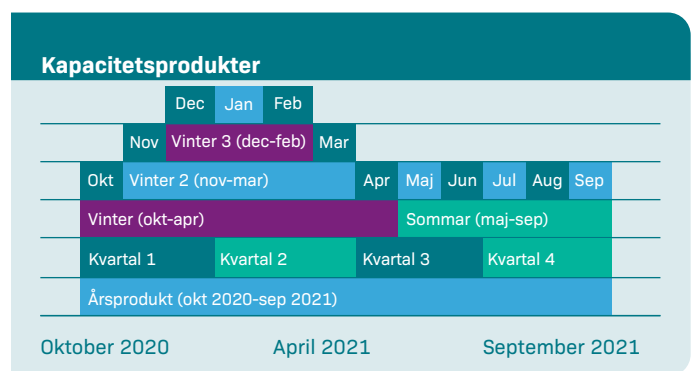 Kapacitetsprodukter
Dec Jan Feb
Nov Vinter 3 (dec-feb) Mar
Okt Vinter 2 (nov-mar) Apr Maj Jun Jul Aug Sep
Vinter (okt-apr) Sommar (maj-sep)
Kvartal 1 Kvartal 2 Kvartal 3 Kvartal 4
Årsprodukt (okt 2020-sep 2021)
Oktober 2020 April 2021 September 2021